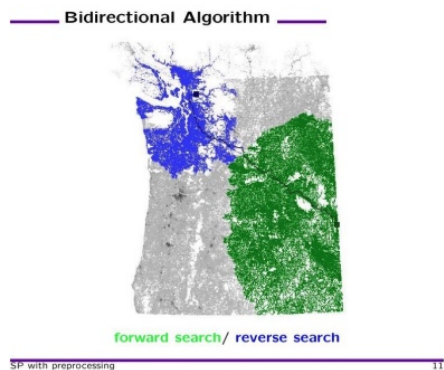 Bidirectional Algorithm
forward search/ reverse search
SP with preprocessing
11